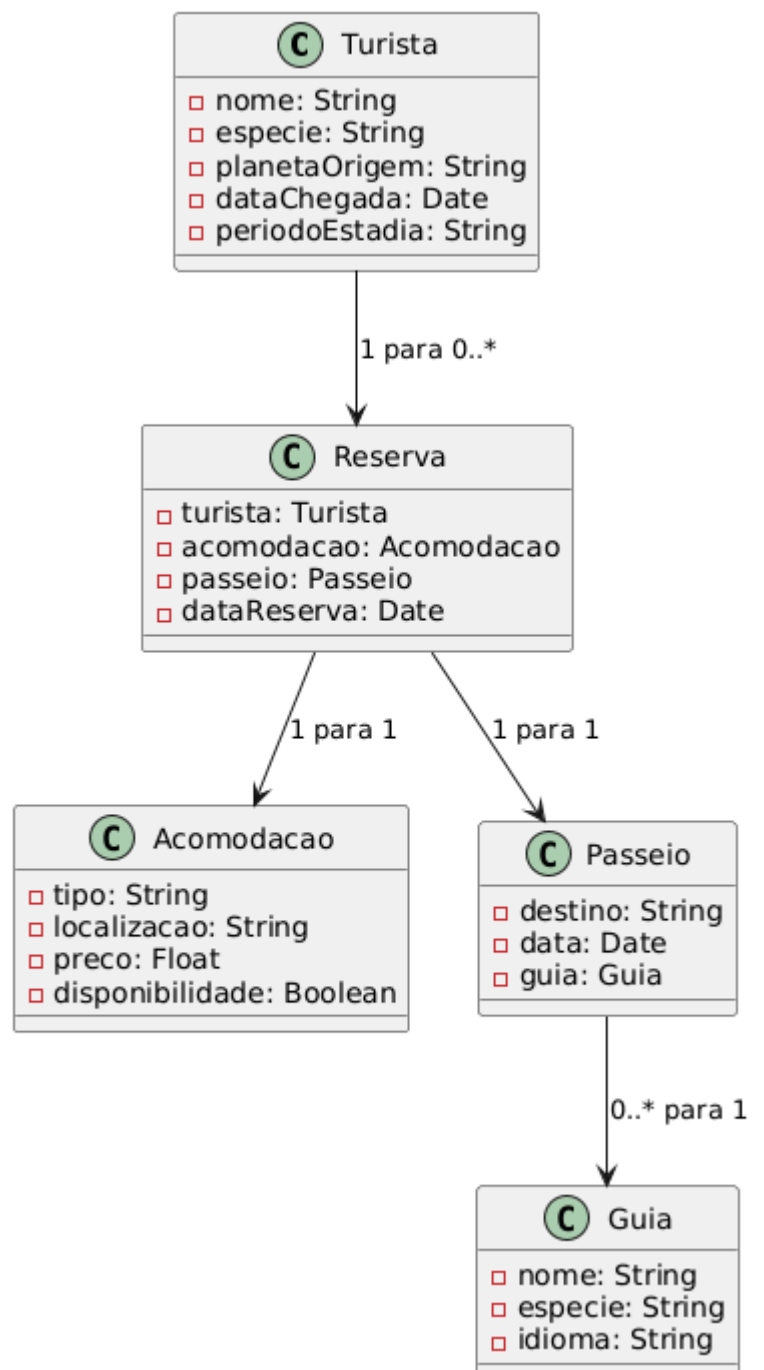 C Turista
nome: String
especie: String
planetaOrigem: String
dataChegada: Date
periodoEstadia: String
1 para 0..*
C Reserva
turista: Turista
acomodacao: Acomodacao
passeio: Passeio
dataReserva: Date
1 para 1
1 para 1
C Acomodacao
tipo: String
localizacao: String
preco: Float
disponibilidade: Boolean
C Passeio
destino: String
data: Date
guia: Guia
0..* para 1
C Guia
nome: String
especie: String
idioma: String